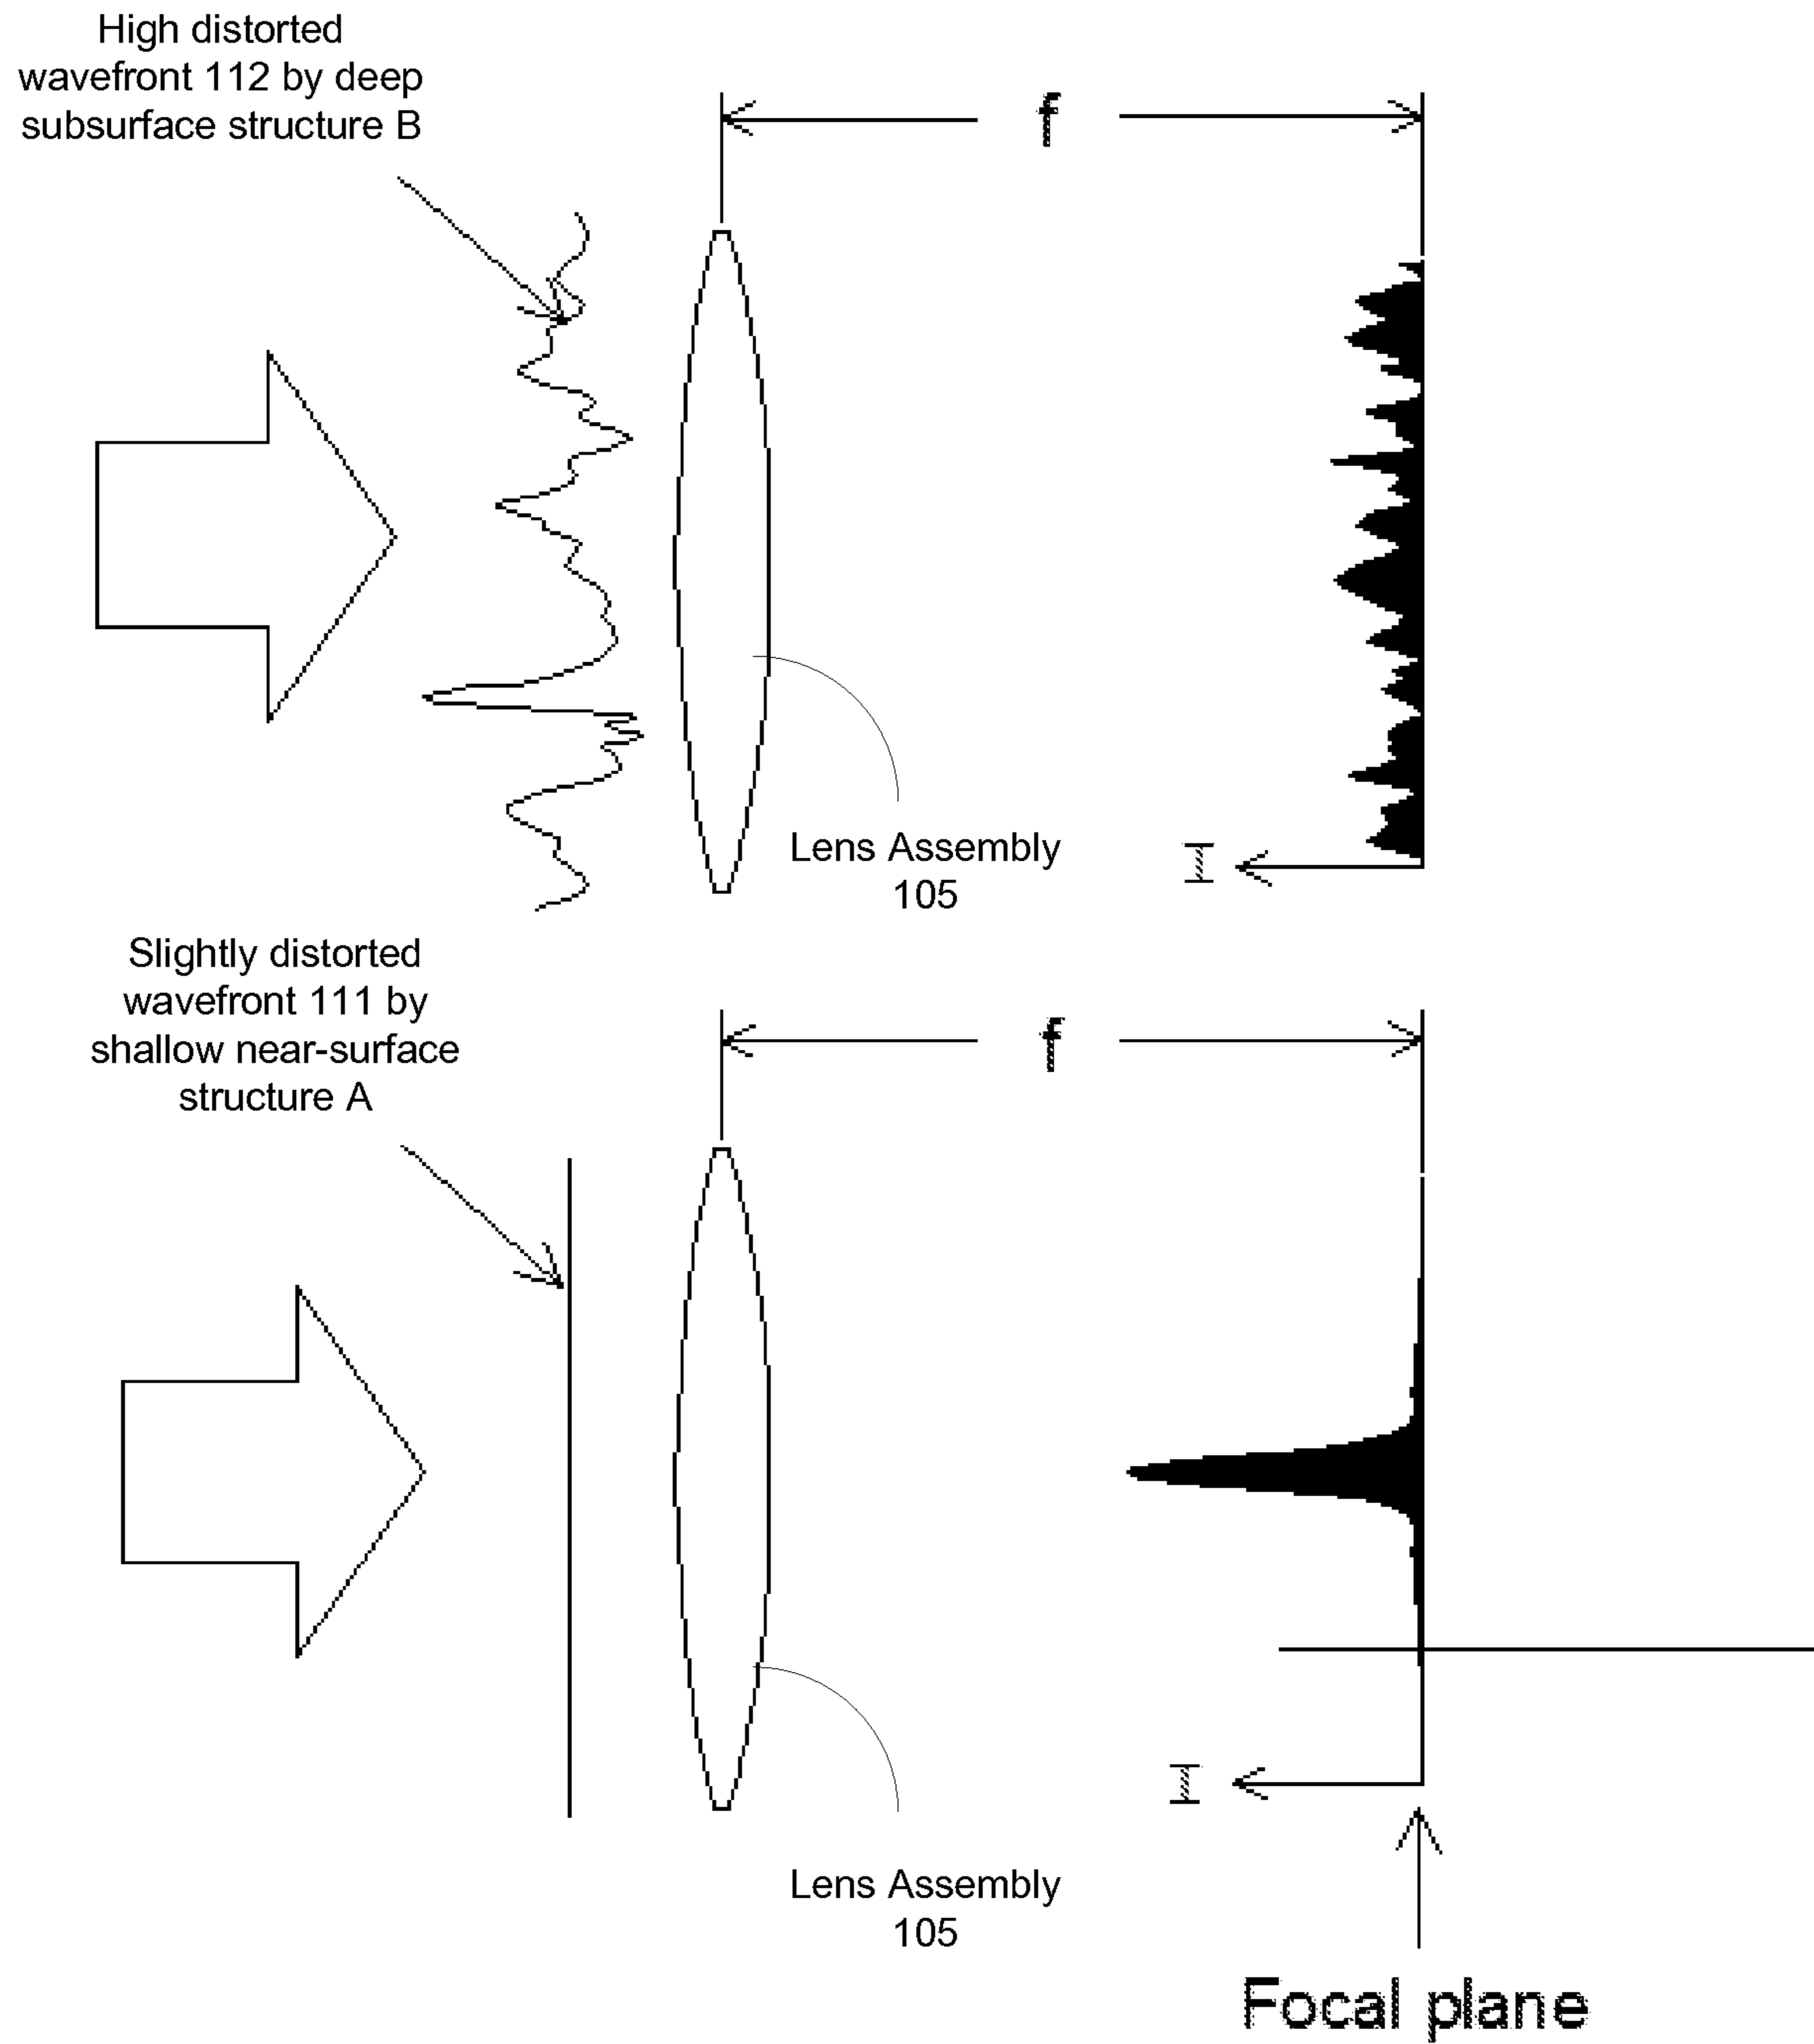 High distorted
wavefront 112 by deep
subsurface structure B
f
Lens Assembly
105
I
Slightly distorted
wavefront 111 by
shallow near-surface
structure A
f
I
Lens Assembly
105
Focal plane